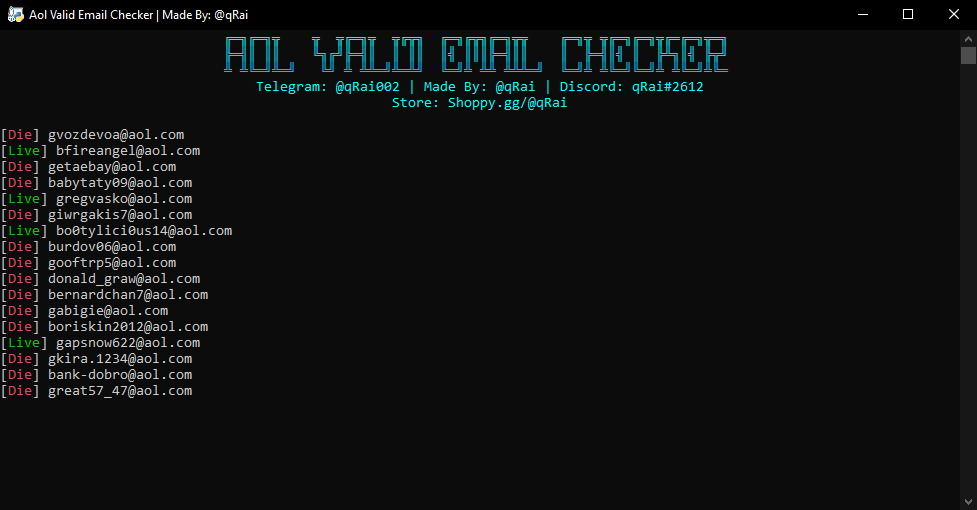 Aol Valid Email Checker | Made By: @qRai
AOL VALID EMAIL CHECKER
Telegram: @qRai002 | Made By: @qRai | Discord: qRai#2612
Store: Shoppy.gg/@qRai
[Die] gvozdevoa@aol.com
[Live] bfireangel@aol.com
[Die] getaebay@aol.com
[Die] babytaty09@aol.com
[Live] gregvasko@aol.com
[Die] giwrgakis7@aol.com
[Live] bo0tylici0us14@aol.com
[Die] burdov06@aol.com
[Die] gooftrp5@aol.com
[Die] donald_graw@aol.com
[Die] bernardchan7@aol.com
[Die] gabigie@aol.com
[Die] boriskin2012@aol.com
[Live] gapsnow622@aol.com
[Die] gkira.1234@aol.com
[Die] bank-dobro@aol.com
[Die] great57_47@aol.com